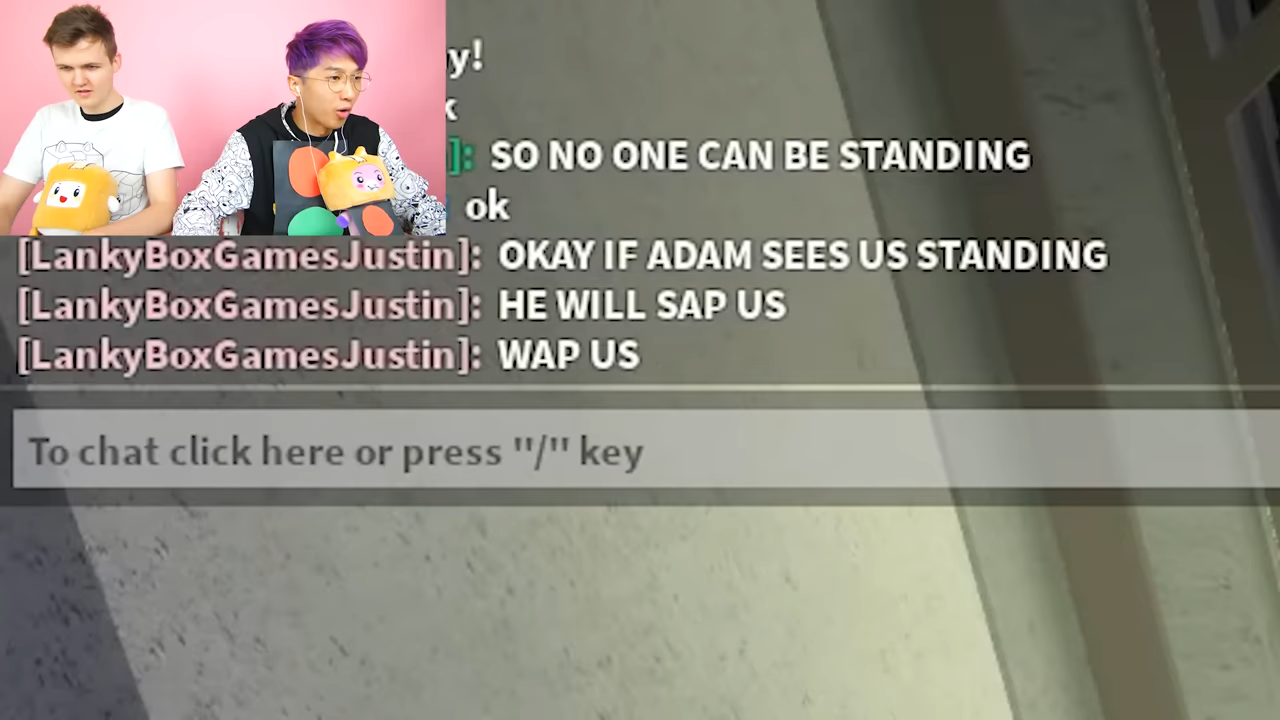 y!
k
]: SO NO ONE CAN BE STANDING
ok
[LankyBoxGamesJustin]: OKAY IF ADAM SEES US STANDING
[LankyBoxGamesJustin]: HE WILL SAP US
[LankyBoxGamesJustin]: WAP US
To chat click here or press "/" key